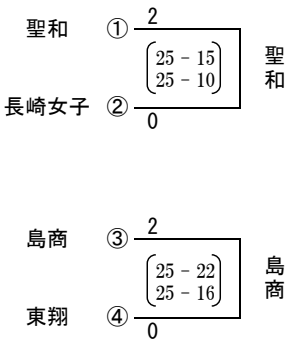 聖和 ① 2
25 - 15
25 - 10
聖和
長崎女子 ② 0
島商 ③ 2
25 - 22
25 - 16
島商
東翔 ④ 0